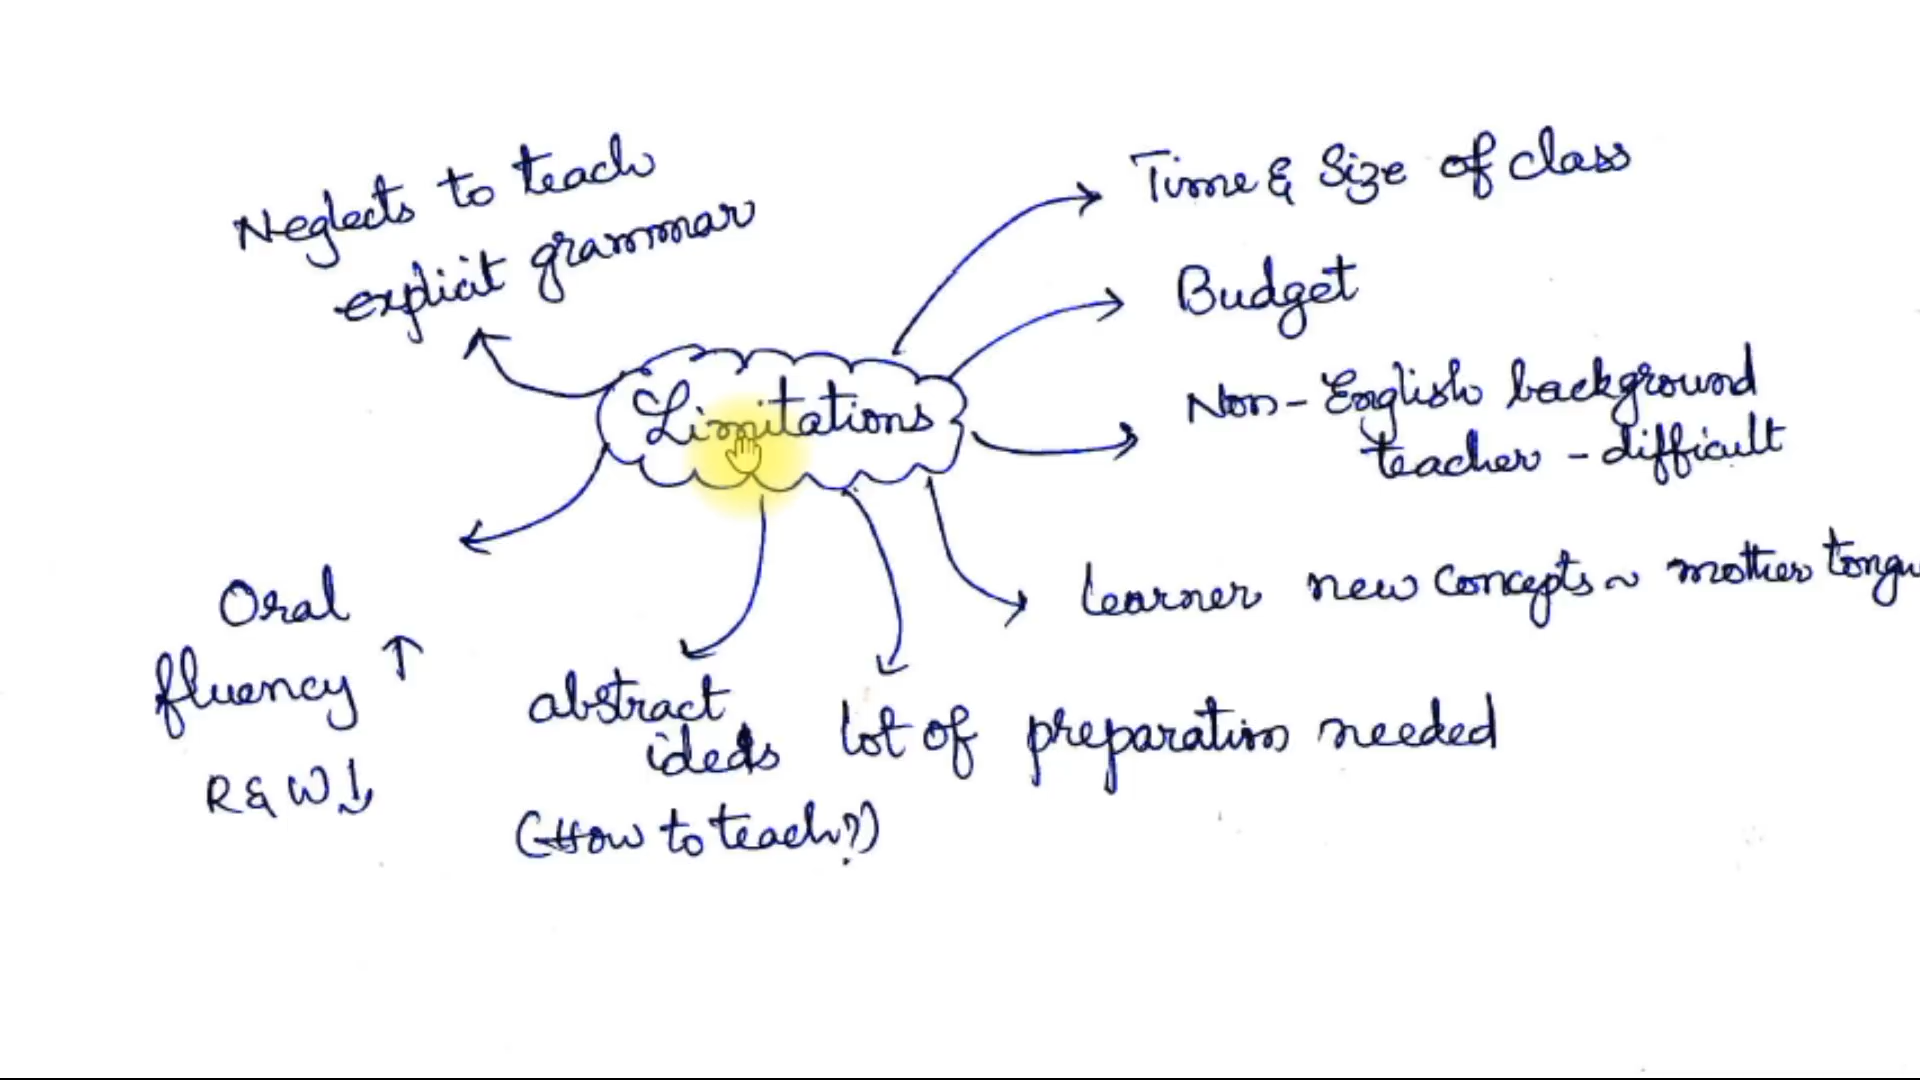 Neglects to teach
explicit grammar
Time & Size of class
Budget
Limitations
Non-English background
teacher - difficult
Learner new concepts ~ mother tongu
Oral
fluency ↑
R & W ↓
abstract
ideas
(How to teach?)
lot of preparation needed